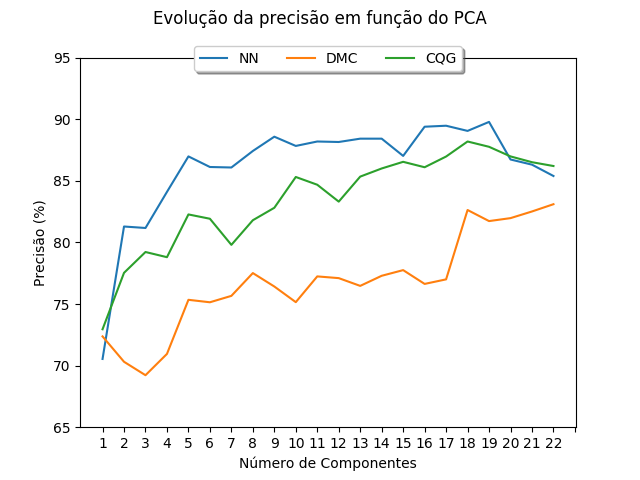 Evolução da precisão em função do PCA
NN DMC CQG
95
90
85
80
75
70
65
Precisão (%)
1 2 3 4 5 6 7 8 9 10 11 12 13 14 15 16 17 18 19 20 21 22
Número de Componentes